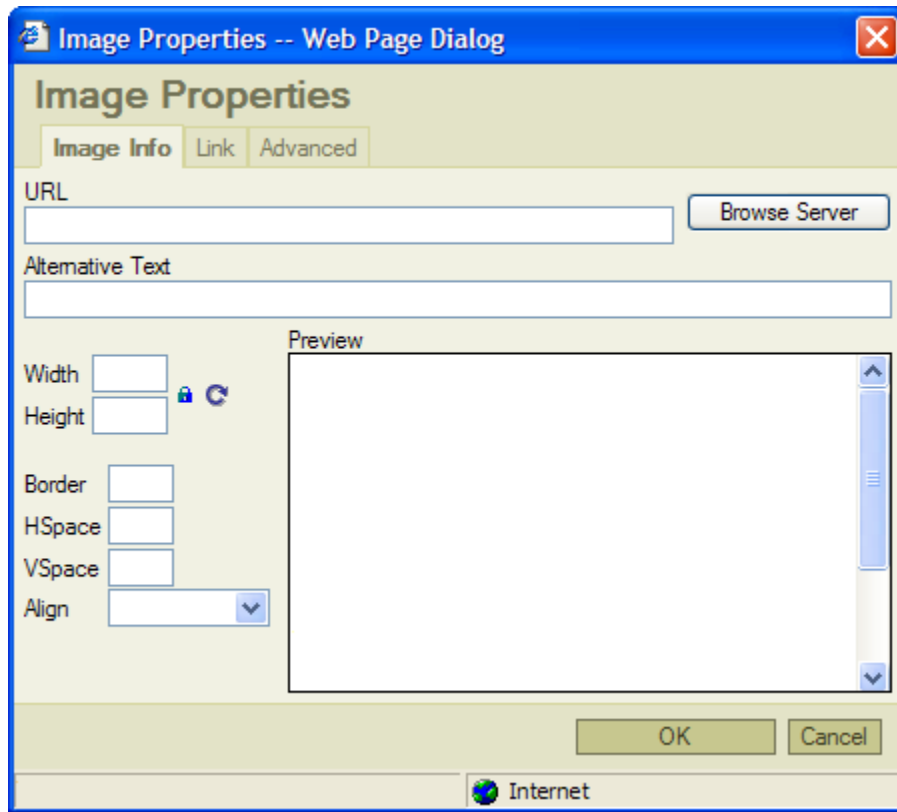 Image Properties -- Web Page Dialog
Image Properties
Image Info Link Advanced
URL
Browse Server
Alternative Text
Preview
Width
Height
Border
HSpace
VSpace
Align
OK Cancel
Internet